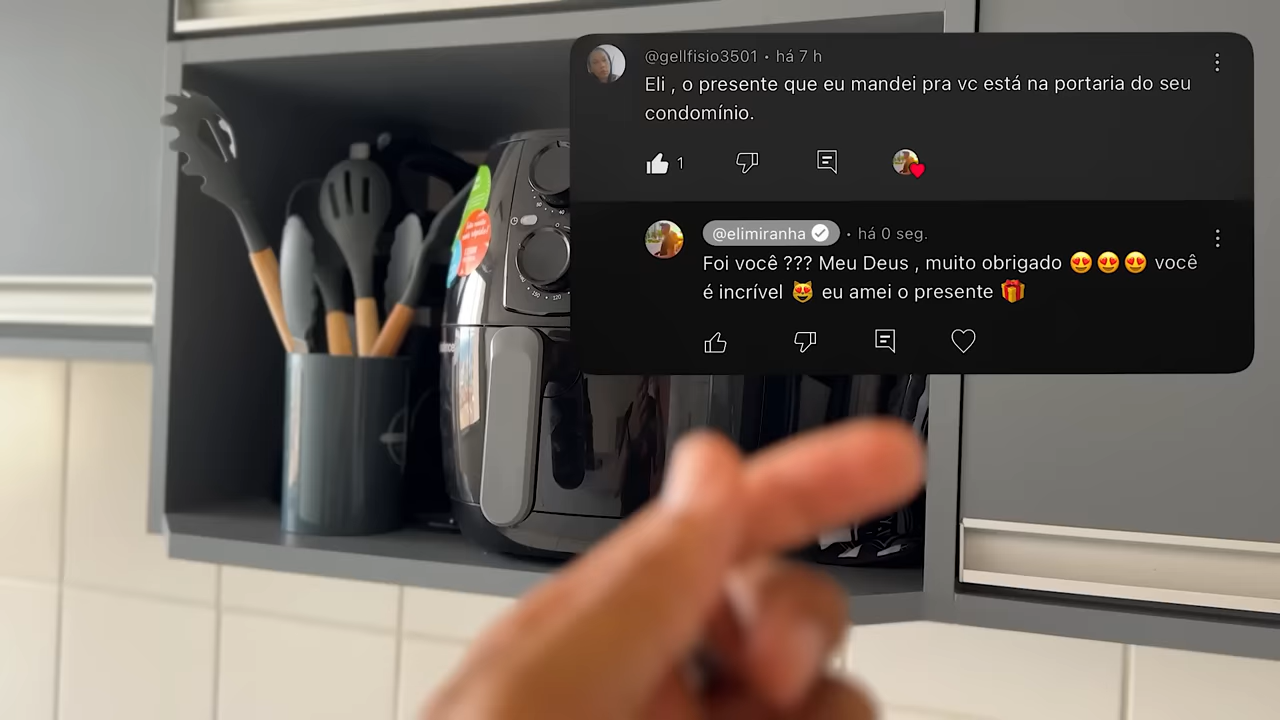 @gellfisio3501 • há 7 h
Eli , o presente que eu mandei pra vc está na portaria do seu
condomínio.
1
@elimiranha • há 0 seg.
Foi você ??? Meu Deus , muito obrigado 😍😍😍 você
é incrível 😻 eu amei o presente 🎁